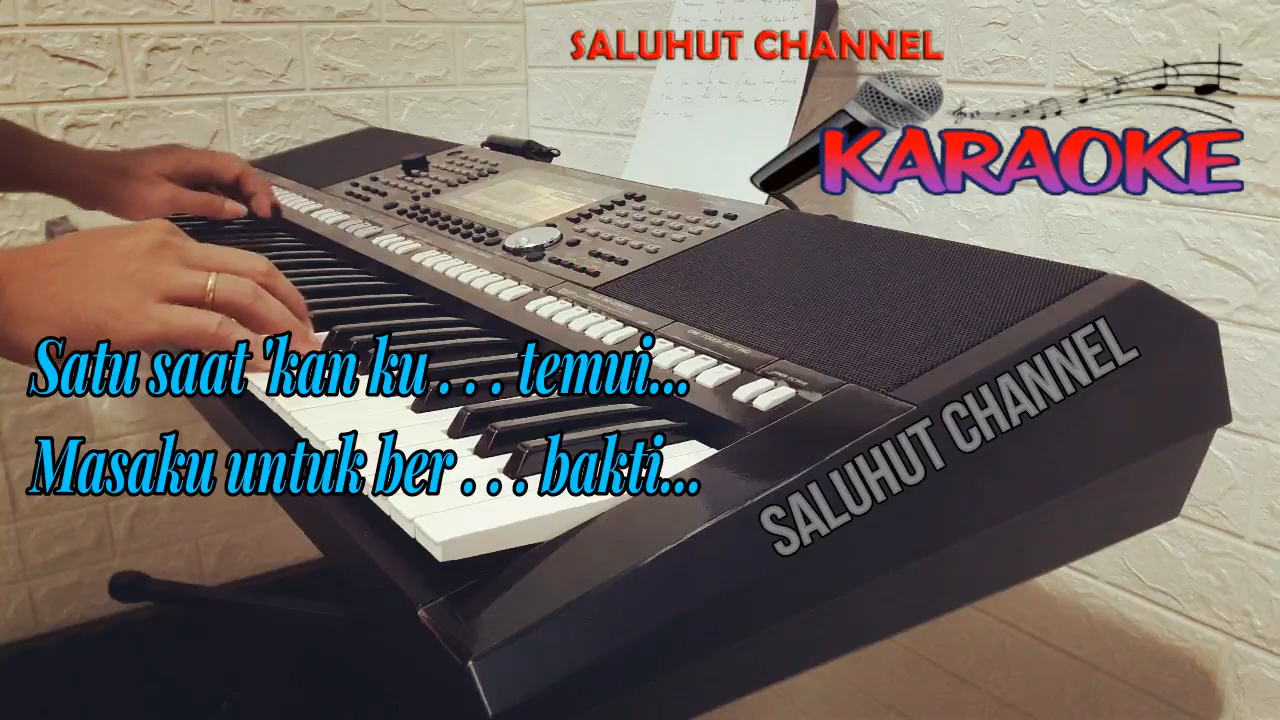 SALUHUT CHANNEL
KARAOKE
Satu saat 'kan ku . . . temui...
Masaku untuk ber . . . bakti...
SALUHUT CHANNEL